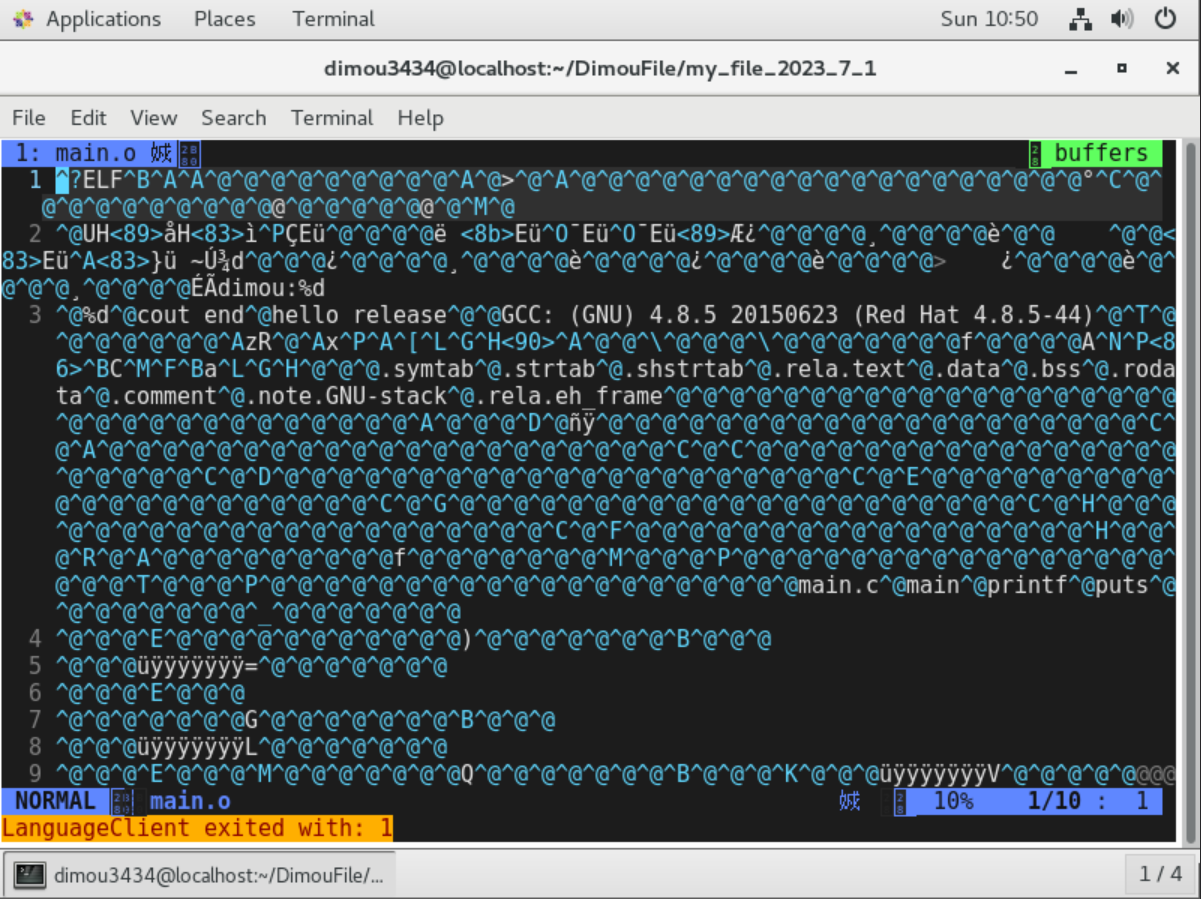 Applications Places Terminal Sun 10:50
dimou3434@localhost:~/DimouFile/my_file_2023_7_1
File Edit View Search Terminal Help
1: main.o buffers
1 ^?ELF^B^A^A^@^@^@^@^@^@^@^@^@^A^@>^@^A^@^@^@^@^@^@^@^@^@^@^@^@^@^@^@^@^@^@^@°^C^@^
@^@^@^@^@^@^@^@^@@^@^@^@^@^@@^@^@^M^@
2 ^@UH<89>åH<83>ì^PÇEü^@^@^@^@ë <8b>Eü^O¯Eü^O¯Eü<89>Æ¿^@^@^@^@¸^@^@^@^@è^@^@ ^@^@<
83>Eü^A<83>}ü ~Ú¾d^@^@^@¿^@^@^@^@¸^@^@^@^@è^@^@^@^@¿^@^@^@^@è^@^@^@^@> ¿^@^@^@^@è^@^
@^@^@¸^@^@^@^@ÉÃdimou:%d
3 ^@%d^@cout end^@hello release^@^@GCC: (GNU) 4.8.5 20150623 (Red Hat 4.8.5-44)^@^T^@
^@^@^@^@^@^@^AzR^@^Ax^P^A^[^L^G^H<90>^A^@^@^\^@^@^@^\^@^@^@^@^@^@^@f^@^@^@^@A^N^P<8
6>^BC^M^F^Ba^L^G^H^@^@^@.symtab^@.strtab^@.shstrtab^@.rela.text^@.data^@.bss^@.roda
ta^@.comment^@.note.GNU-stack^@.rela.eh_frame^@^@^@^@^@^@^@^@^@^@^@^@^@^@^@^@^@^@^@
^@^@^@^@^@^@^@^@^@^@^@^@^@^A^@^@^@^D^@ñÿ^@^@^@^@^@^@^@^@^@^@^@^@^@^@^@^@^@^@^@^@^C^
@^A^@^@^@^@^@^@^@^@^@^@^@^@^@^@^@^@^@^@^@^@^@^C^@^C^@^@^@^@^@^@^@^@^@^@^@^@^@^@^@^@
^@^@^@^@^@^C^@^D^@^@^@^@^@^@^@^@^@^@^@^@^@^@^@^@^@^@^@^@^@^C^@^E^@^@^@^@^@^@^@^@^@
^@^@^@^@^@^@^@^@^@^@^@^@^C^@^G^@^@^@^@^@^@^@^@^@^@^@^@^@^@^@^@^@^@^@^@^@^C^@^H^@^@^@
^@^@^@^@^@^@^@^@^@^@^@^@^@^@^@^@^@^@^C^@^F^@^@^@^@^@^@^@^@^@^@^@^@^@^@^@^@^@^H^@^@^
@^R^@^A^@^@^@^@^@^@^@^@^@f^@^@^@^@^@^@^@^M^@^@^@^P^@^@^@^@^@^@^@^@^@^@^@^@^@^@^@^@^
@^@^@^T^@^@^@^P^@^@^@^@^@^@^@^@^@^@^@^@^@^@^@^@^@^@^@^@main.c^@main^@printf^@puts^@
^@^@^@^@^@^@^@^_^@^@^@^@^@^@^@
4 ^@^@^@^E^@^@^@^@^@^@^@^@^@^@^@)^@^@^@^@^@^@^@^B^@^@^@
5 ^@^@^@üÿÿÿÿÿÿÿ=^@^@^@^@^@^@^@
6 ^@^@^@^E^@^@^@
7 ^@^@^@^@^@^@^@G^@^@^@^@^@^@^@^B^@^@^@
8 ^@^@^@üÿÿÿÿÿÿÿL^@^@^@^@^@^@^@
9 ^@^@^@^E^@^@^@^M^@^@^@^@^@^@^@Q^@^@^@^@^@^@^@^B^@^@^@^K^@^@^@üÿÿÿÿÿÿÿV^@^@^@^@^@@@@
NORMAL main.o 10% 1/10 : 1
LanguageClient exited with: 1
dimou3434@localhost:~/DimouFile/... 1 / 4